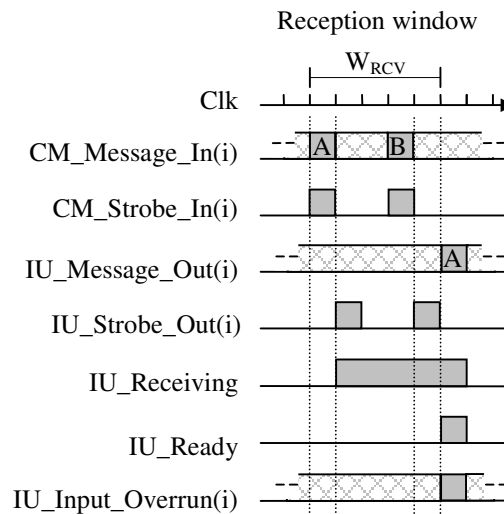 Reception window
W_RCV
Clk
CM_Message_In(i)
A
B
CM_Strobe_In(i)
IU_Message_Out(i)
A
IU_Strobe_Out(i)
IU_Receiving
IU_Ready
IU_Input_Overrun(i)